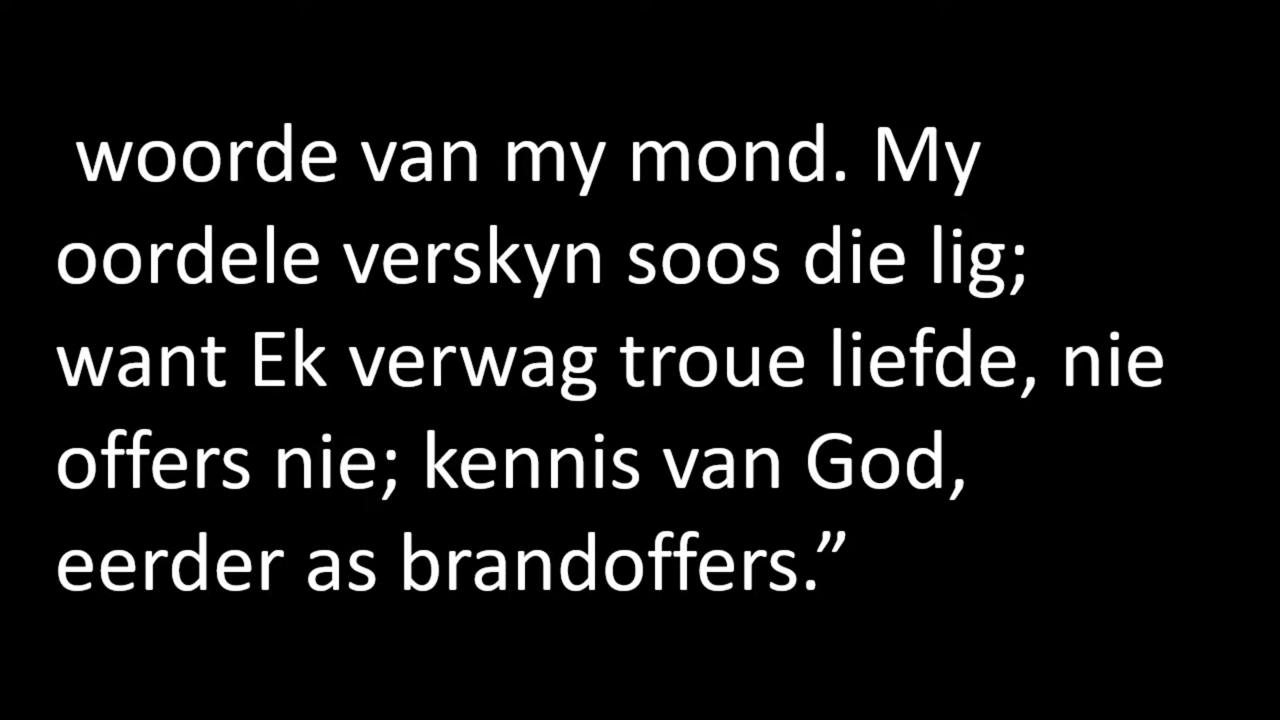 woorde van my mond. My
oordele verskyn soos die lig;
want Ek verwag troue liefde, nie
offers nie; kennis van God,
eerder as brandoffers.”